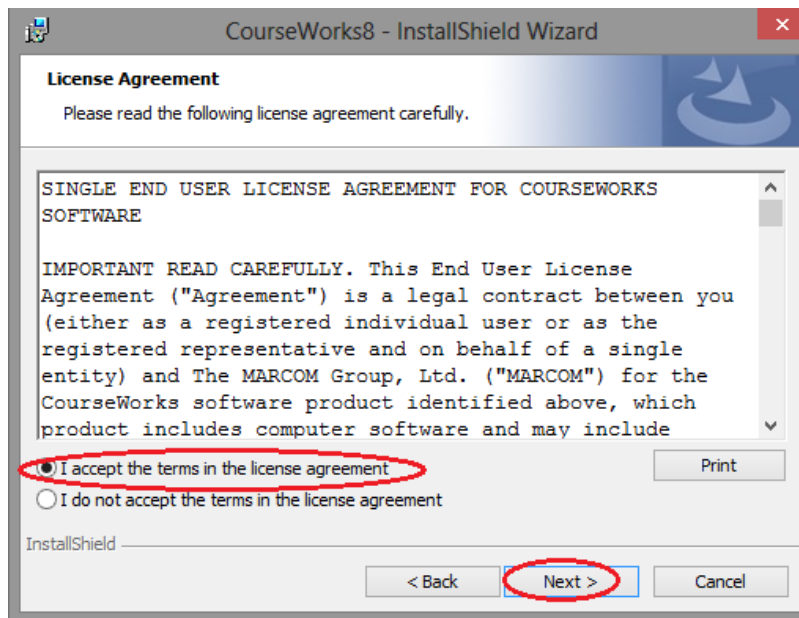 CourseWorks8 - InstallShield Wizard
License Agreement
Please read the following license agreement carefully.
SINGLE END USER LICENSE AGREEMENT FOR COURSEWORKS
SOFTWARE
IMPORTANT READ CAREFULLY. This End User License
Agreement ("Agreement") is a legal contract between you
(either as a registered individual user or as the
registered representative and on behalf of a single
entity) and The MARCOM Group, Ltd. ("MARCOM") for the
CourseWorks software product identified above, which
product includes computer software and may include
I accept the terms in the license agreement
Print
I do not accept the terms in the license agreement
InstallShield
< Back
Next >
Cancel